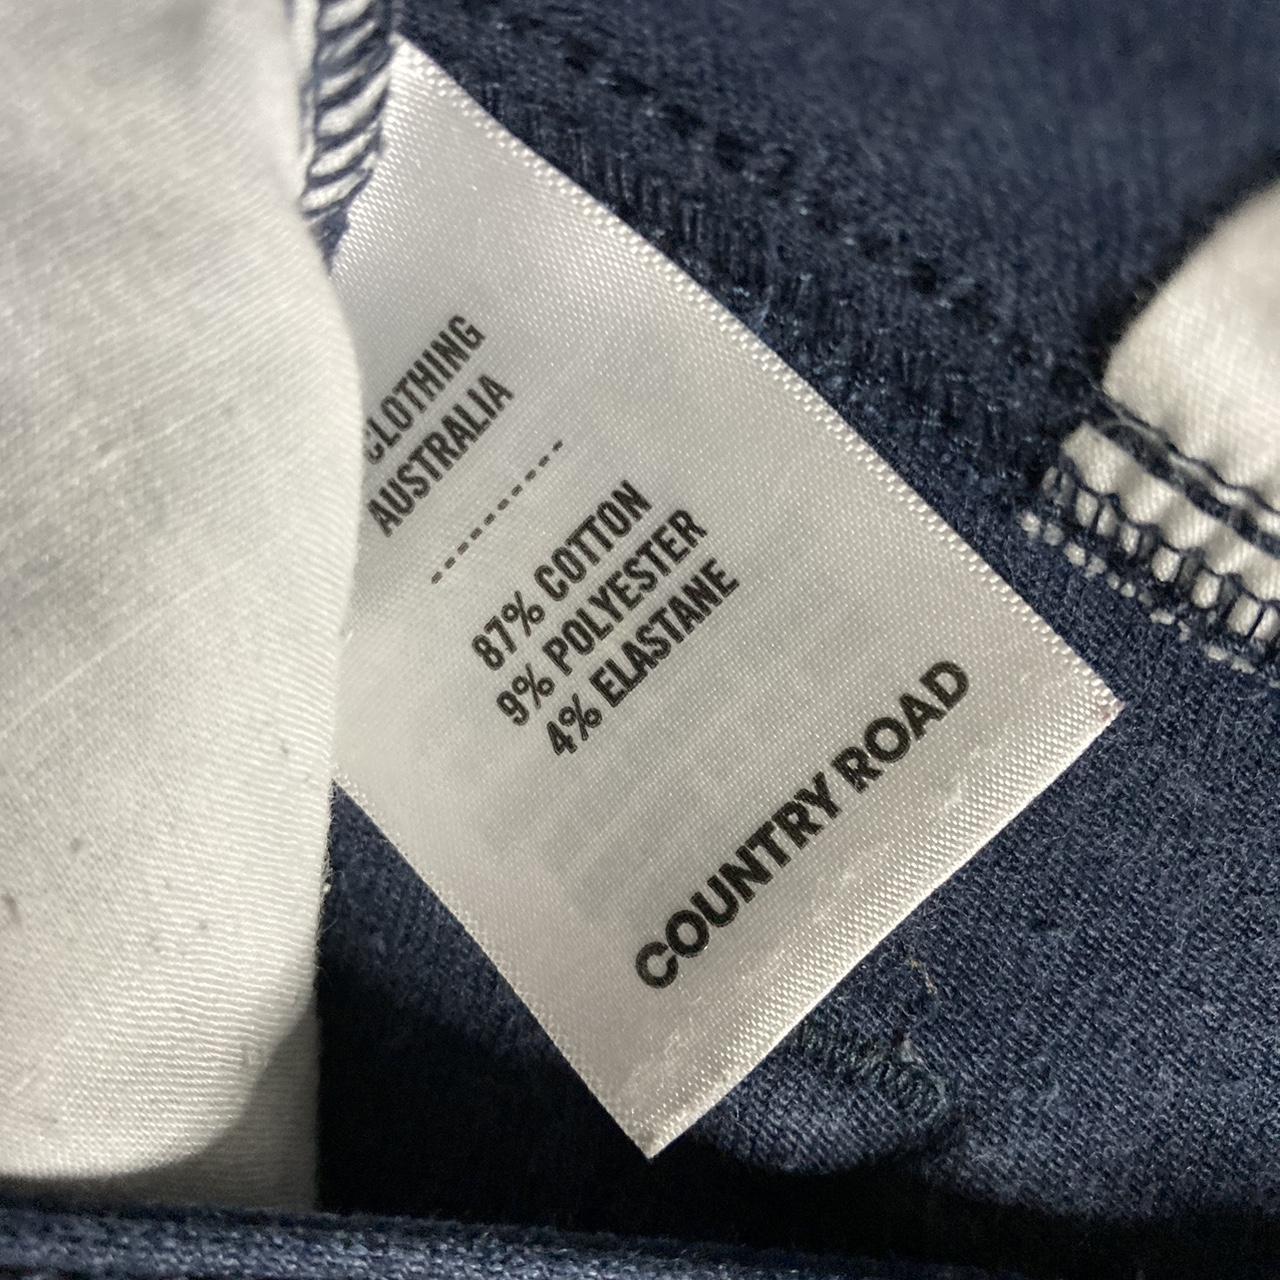 CLOTHING
AUSTRALIA
---------
87% COTTON
9% POLYESTER
4% ELASTANE
COUNTRY ROAD